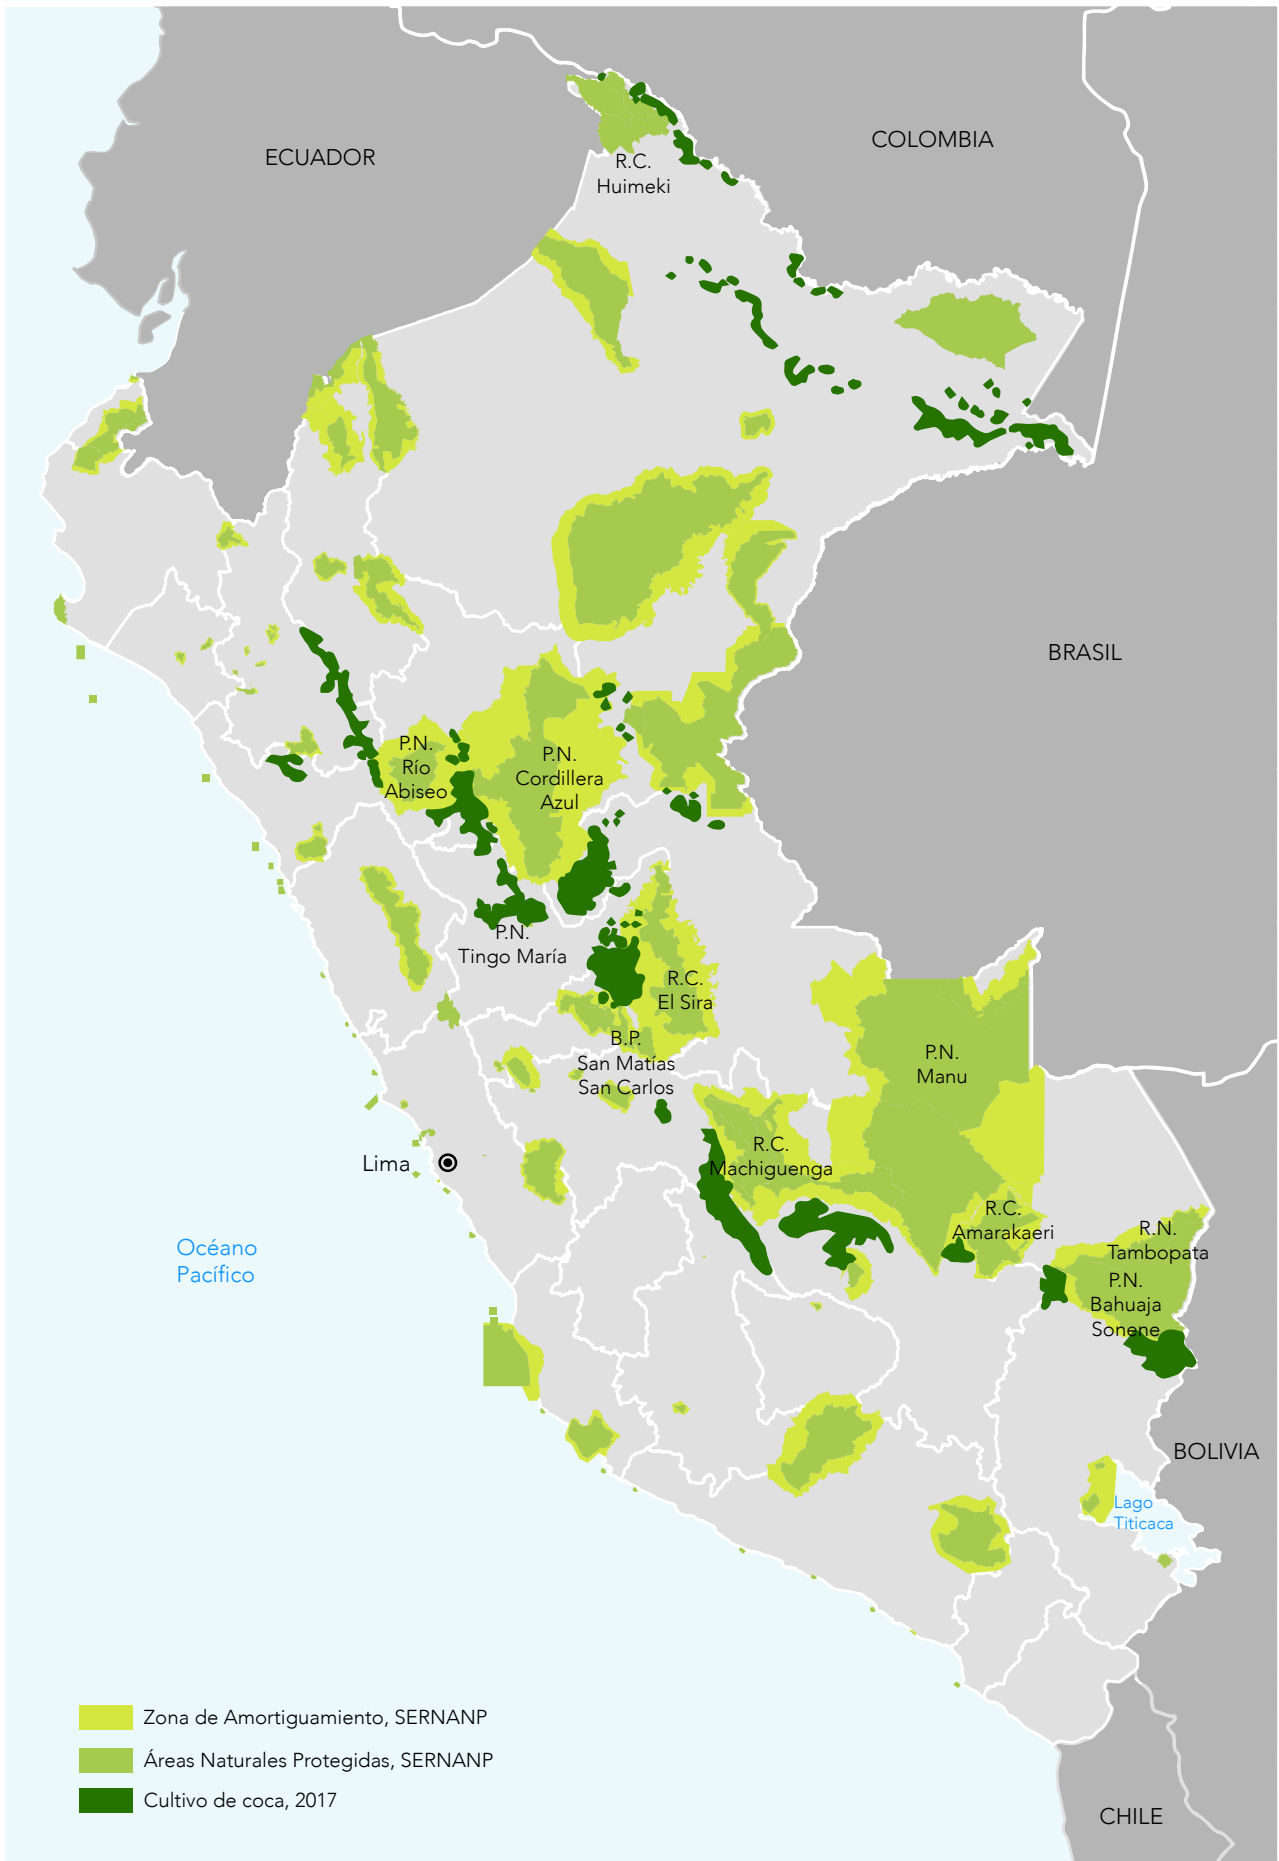 COLOMBIA
ECUADOR
R.C.
Huimeki
BRASIL
P.N.
Río
Abiseo
P.N.
Cordillera
Azul
P.N.
Tingo María
R.C.
El Sira
B.P.
San Matías
San Carlos
P.N.
Manu
Lima
R.C.
Machiguenga
R.C.
Amarakaeri
R.N.
Tambopata
P.N.
Bahuaja
Sonene
Océano
Pacífico
BOLIVIA
Lago
Titicaca
Zona de Amortiguamiento, SERNANP
Áreas Naturales Protegidas, SERNANP
Cultivo de coca, 2017
CHILE